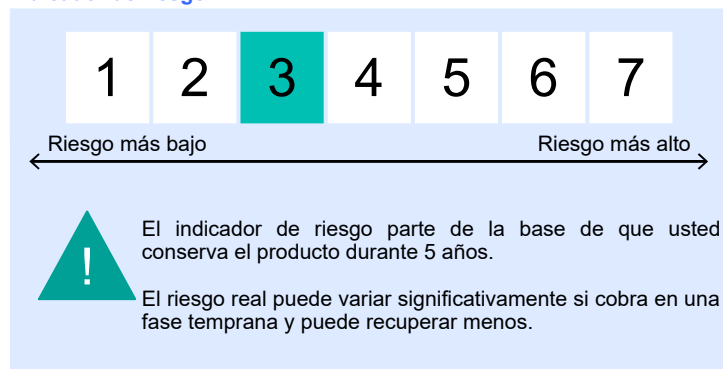 1 2 3 4 5 6 7
Riesgo más bajo Riesgo más alto
!
El indicador de riesgo parte de la base de que usted
conserva el producto durante 5 años.
El riesgo real puede variar significativamente si cobra en una
fase temprana y puede recuperar menos.